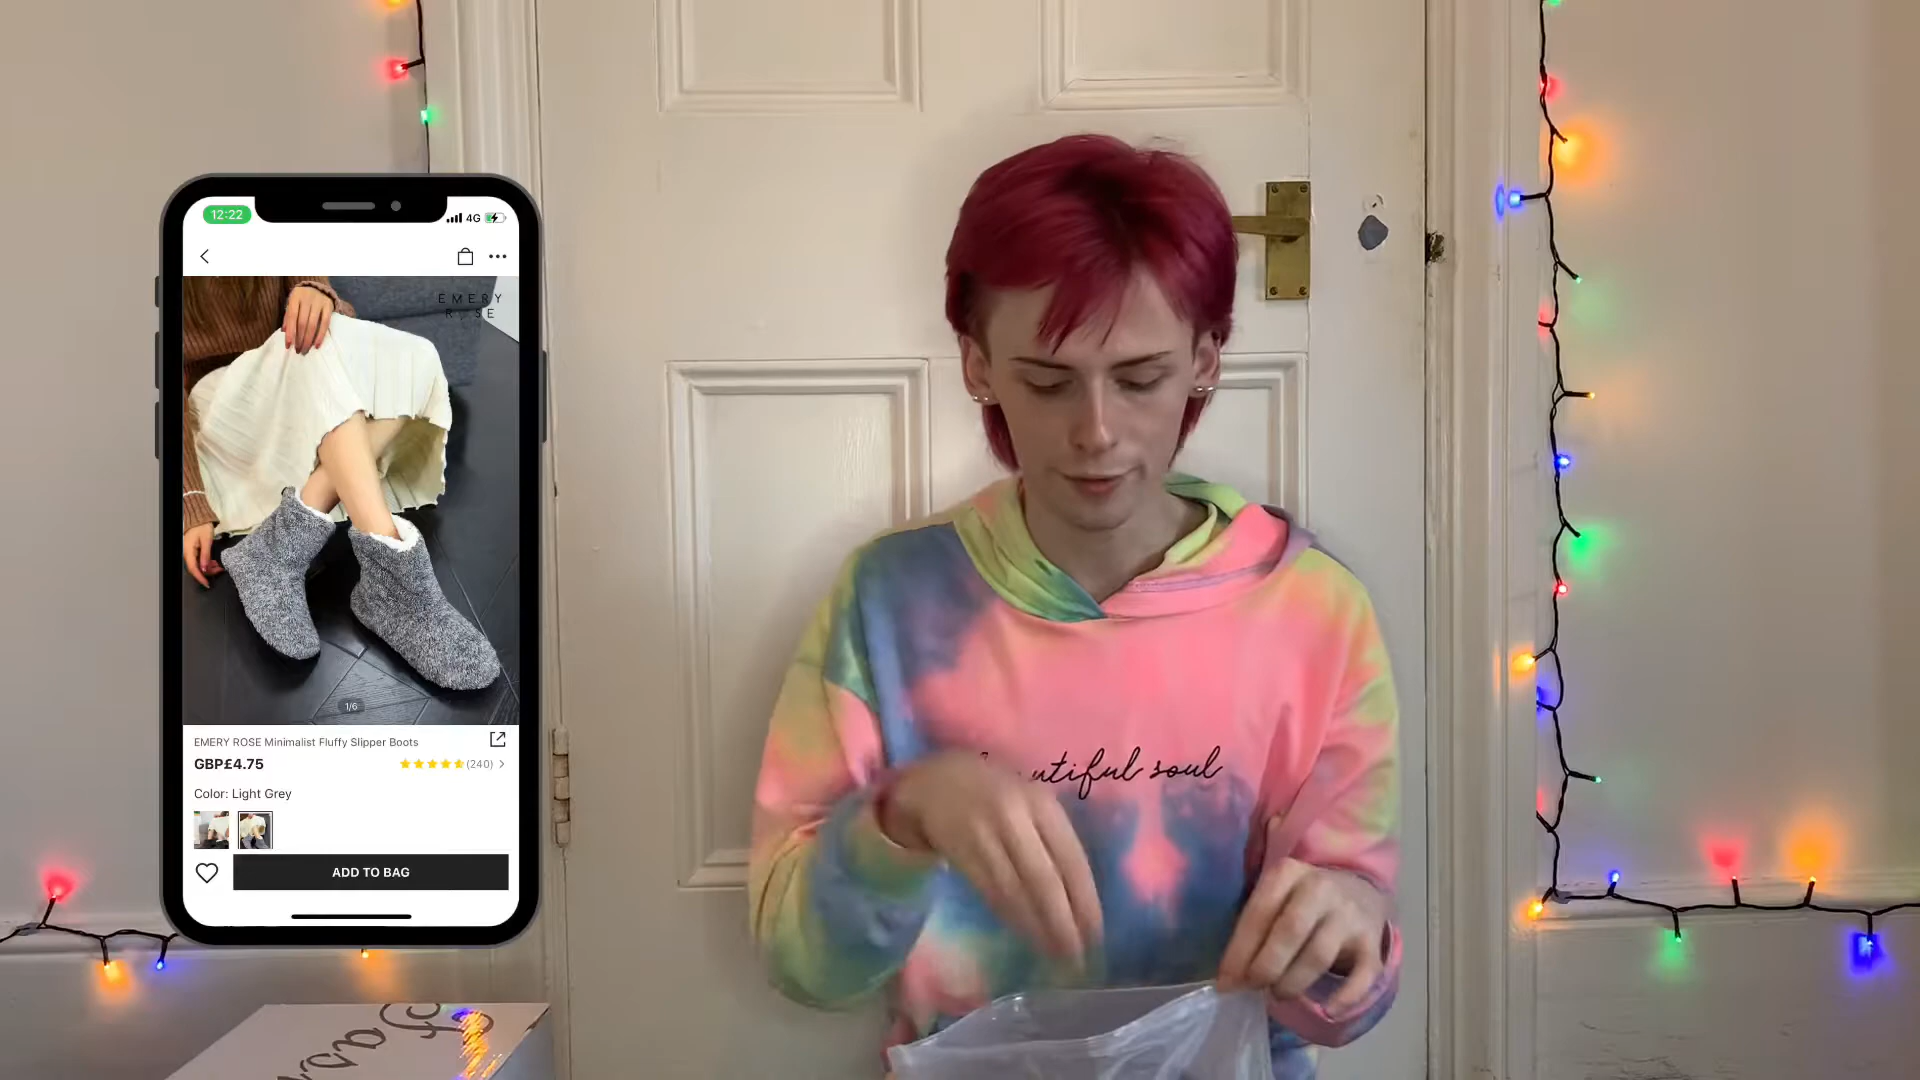 12:22
4G
EMERY
ROSE
1/6
EMERY ROSE Minimalist Fluffy Slipper Boots
GBP£4.75
(240)
Color: Light Grey
ADD TO BAG
soul